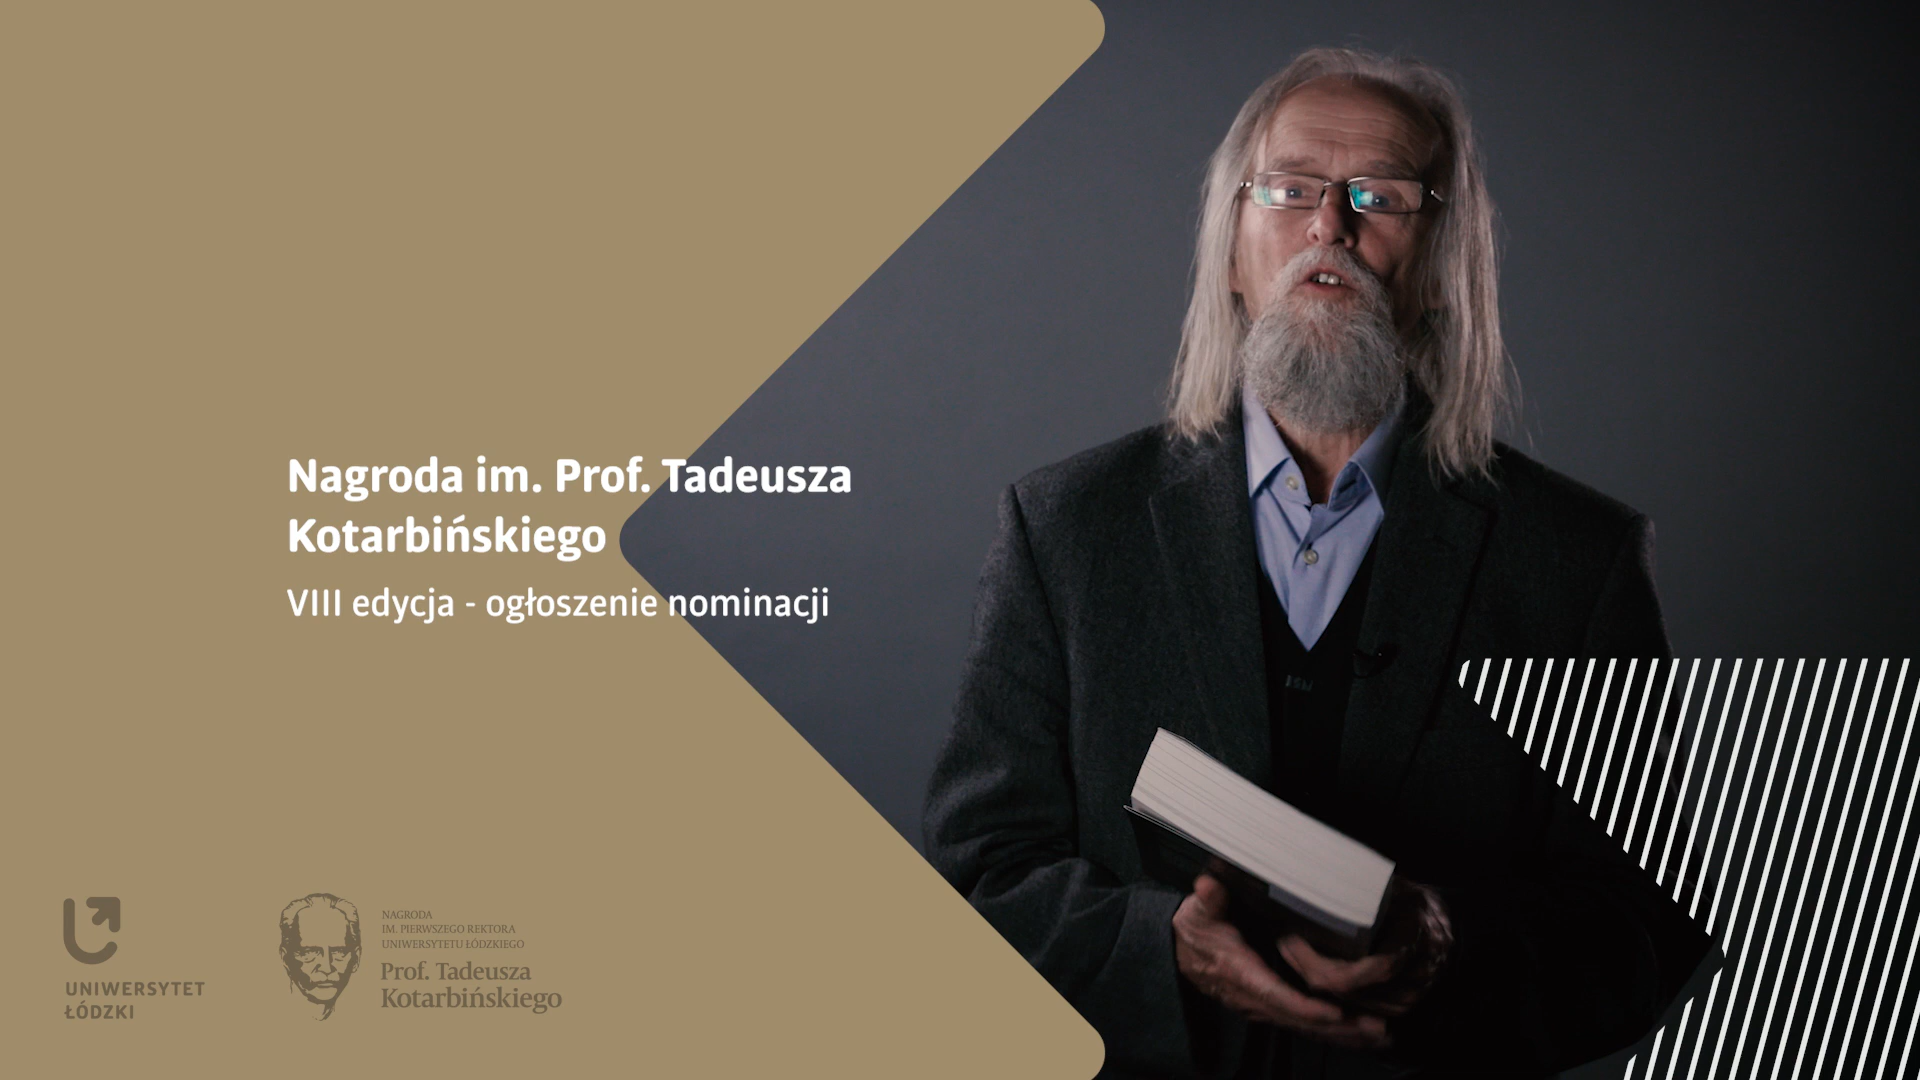 Nagroda im. Prof. Tadeusza
Kotarbińskiego
VIII edycja - ogłoszenie nominacji
UNIWERSYTET
ŁÓDZKI
NAGRODA
IM. PIERWSZEGO REKTORA
UNIWERSYTETU ŁÓDZKIEGO
Prof. Tadeusza
Kotarbińskiego